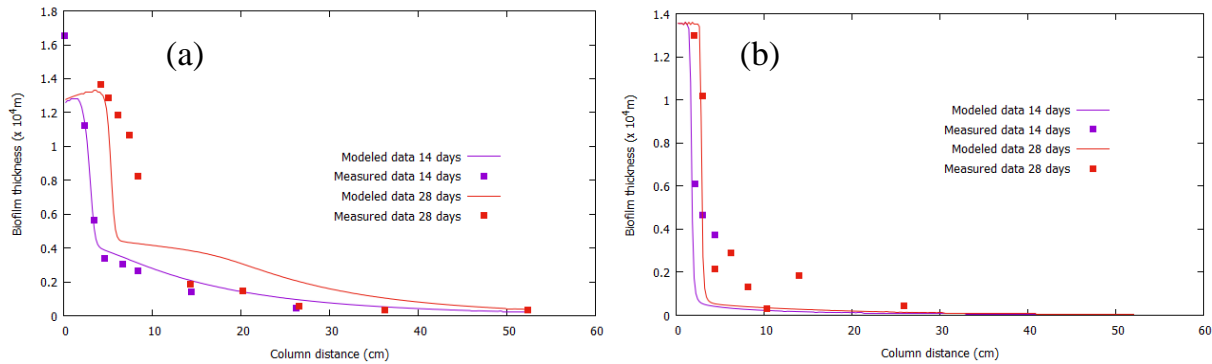 (a)
Biofilm thickness (x 10⁴m)
1.8
1.6
1.4
1.2
1
0.8
0.6
0.4
0.2
0
Modeled data 14 days
Measured data 14 days
Modeled data 28 days
Measured data 28 days
0 10 20 30 40 50 60
Column distance (cm)
(b)
Biofilm thickness (x 10⁴m)
1.4
1.2
1
0.8
0.6
0.4
0.2
0
Modeled data 14 days
Measured data 14 days
Modeled data 28 days
Measured data 28 days
0 10 20 30 40 50 60
Column distance (cm)